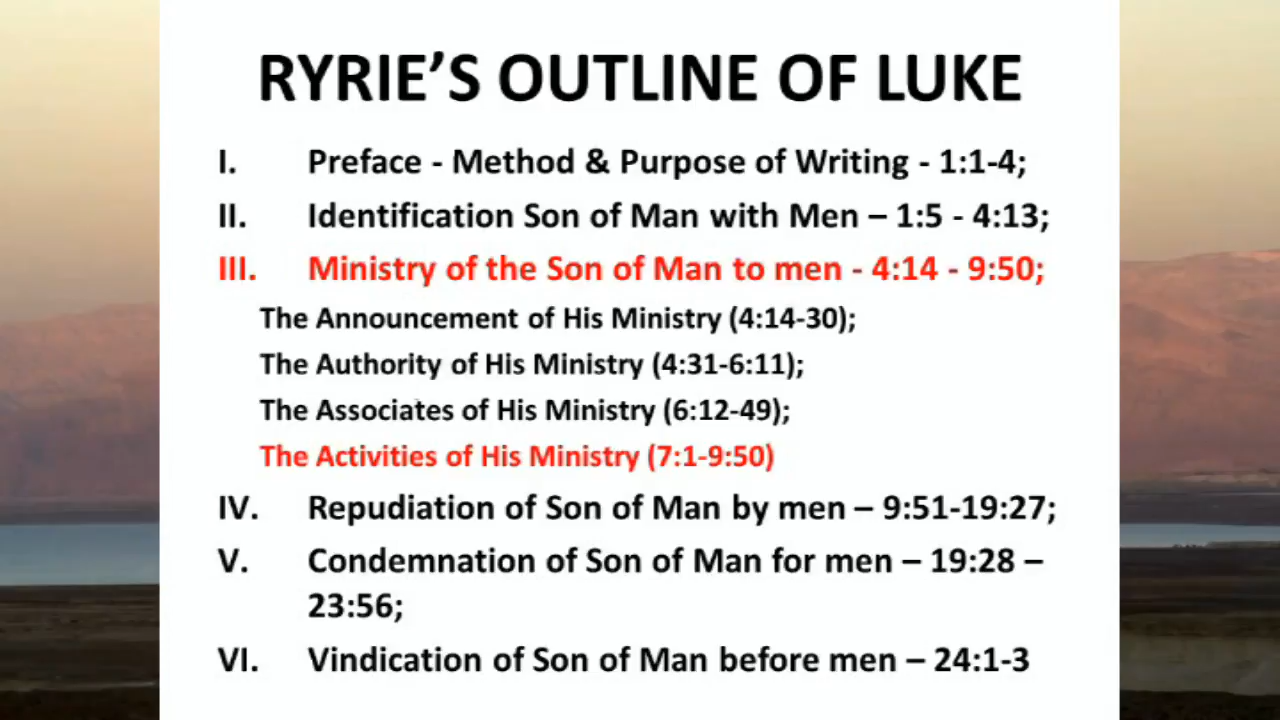 RYRIE’S OUTLINE OF LUKE
I. Preface - Method & Purpose of Writing - 1:1-4;
II. Identification Son of Man with Men – 1:5 - 4:13;
III. Ministry of the Son of Man to men - 4:14 - 9:50;
The Announcement of His Ministry (4:14-30);
The Authority of His Ministry (4:31-6:11);
The Associates of His Ministry (6:12-49);
The Activities of His Ministry (7:1-9:50)
IV. Repudiation of Son of Man by men – 9:51-19:27;
V. Condemnation of Son of Man for men – 19:28 –
23:56;
VI. Vindication of Son of Man before men – 24:1-3